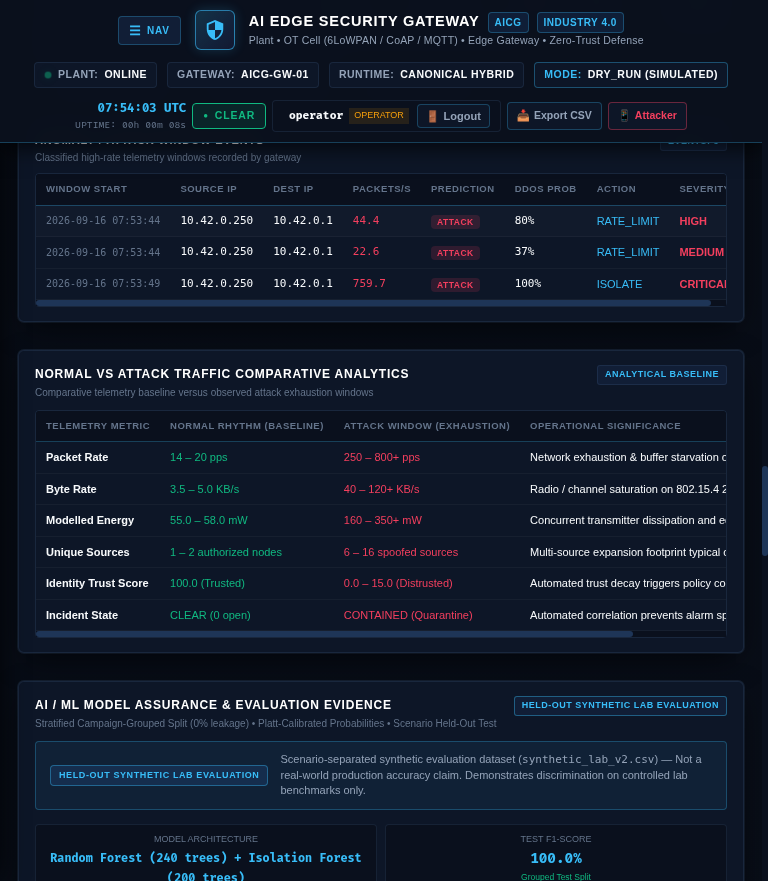 ☰ NAV
AI EDGE SECURITY GATEWAY AICG INDUSTRY 4.0
Plant • OT Cell (6LoWPAN / CoAP / MQTT) • Edge Gateway • Zero-Trust Defense
PLANT: ONLINE GATEWAY: AICG-GW-01 RUNTIME: CANONICAL HYBRID MODE: DRY_RUN (SIMULATED)
07:54:03 UTC
UPTIME: 00h 00m 08s
• CLEAR operator OPERATOR Logout Export CSV Attacker
Classified high-rate telemetry windows recorded by gateway
WINDOW START SOURCE IP DEST IP PACKETS/S PREDICTION DDOS PROB ACTION SEVERITY
2026-09-16 07:53:44 10.42.0.250 10.42.0.1 44.4 ATTACK 80% RATE_LIMIT HIGH
2026-09-16 07:53:44 10.42.0.250 10.42.0.1 22.6 ATTACK 37% RATE_LIMIT MEDIUM
2026-09-16 07:53:49 10.42.0.250 10.42.0.1 759.7 ATTACK 100% ISOLATE CRITICAL
NORMAL VS ATTACK TRAFFIC COMPARATIVE ANALYTICS ANALYTICAL BASELINE
Comparative telemetry baseline versus observed attack exhaustion windows
TELEMETRY METRIC NORMAL RHYTHM (BASELINE) ATTACK WINDOW (EXHAUSTION) OPERATIONAL SIGNIFICANCE
Packet Rate 14 – 20 pps 250 – 800+ pps Network exhaustion & buffer starvation
Byte Rate 3.5 – 5.0 KB/s 40 – 120+ KB/s Radio / channel saturation on 802.15.4
Modelled Energy 55.0 – 58.0 mW 160 – 350+ mW Concurrent transmitter dissipation and
Unique Sources 1 – 2 authorized nodes 6 – 16 spoofed sources Multi-source expansion footprint typical
Identity Trust Score 100.0 (Trusted) 0.0 – 15.0 (Distrusted) Automated trust decay triggers policy
Incident State CLEAR (0 open) CONTAINED (Quarantine) Automated correlation prevents alarm
AI / ML MODEL ASSURANCE & EVALUATION EVIDENCE HELD-OUT SYNTHETIC LAB EVALUATION
Stratified Campaign-Grouped Split (0% leakage) • Platt-Calibrated Probabilities • Scenario Held-Out Test
HELD-OUT SYNTHETIC LAB EVALUATION
Scenario-separated synthetic evaluation dataset (synthetic_lab_v2.csv) — Not a
real-world production accuracy claim. Demonstrates discrimination on controlled lab
benchmarks only.
MODEL ARCHITECTURE
Random Forest (240 trees) + Isolation Forest
(200 trees)
TEST F1-SCORE
100.0%
Grouped Test Split